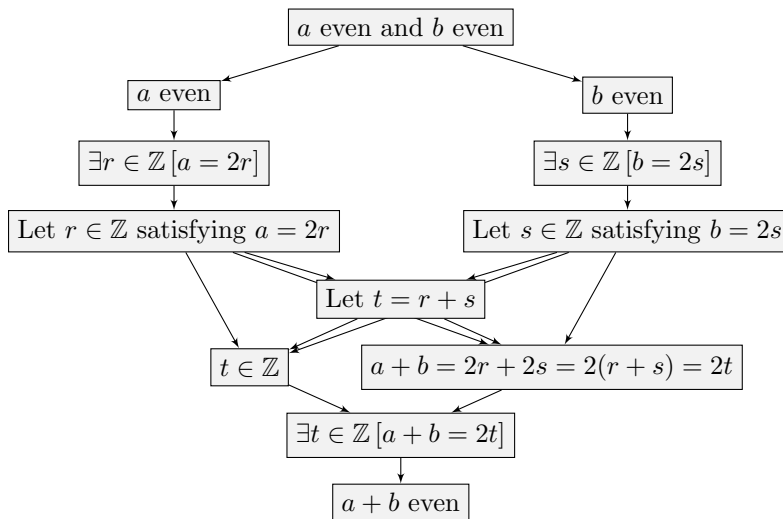 a even and b even
a even
b even
∃r ∈ ℤ [a = 2r]
∃s ∈ ℤ [b = 2s]
Let r ∈ ℤ satisfying a = 2r
Let s ∈ ℤ satisfying b = 2s
Let t = r + s
t ∈ ℤ
a + b = 2r + 2s = 2(r + s) = 2t
∃t ∈ ℤ [a + b = 2t]
a + b even